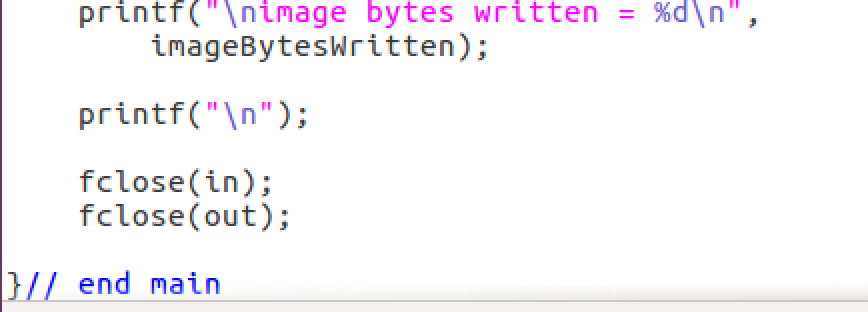 printf("\nimage bytes written = %d\n",
imageBytesWritten);
printf("\n");
fclose(in);
fclose(out);
}// end main